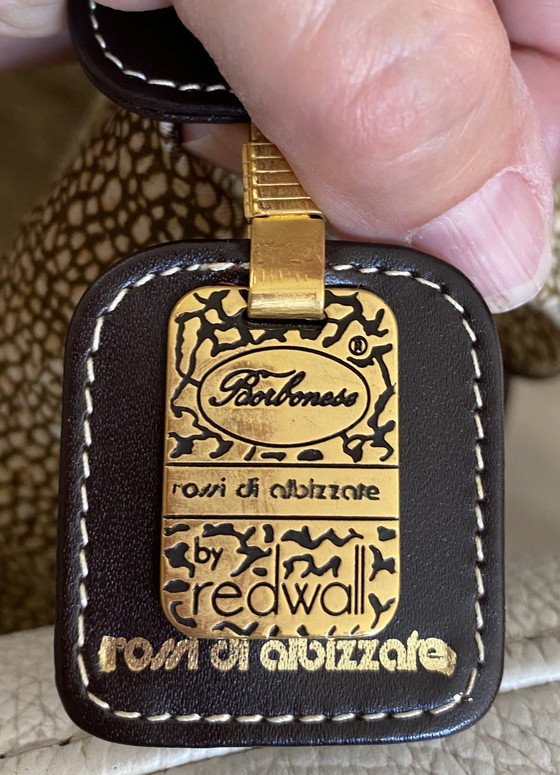 Borbonese ®
rossi di albizzate
by
redwall
rossi di albizzate